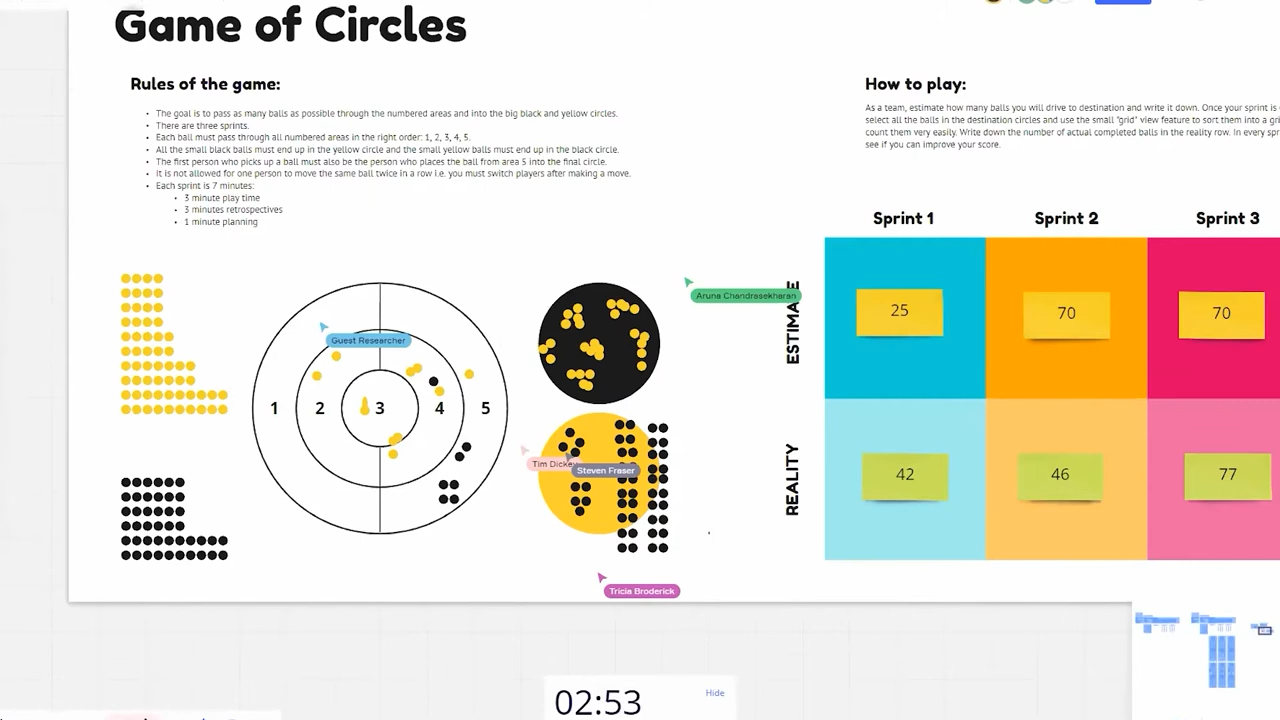 Game of Circles
Rules of the game:
• The goal is to pass as many balls as possible through the numbered areas and into the big black and yellow circles.
• There are three sprints.
• Each ball must pass through all numbered areas in the right order: 1, 2, 3, 4, 5.
• All the small black balls must end up in the yellow circle and the small yellow balls must end up in the black circle.
• The first person who picks up a ball must also be the person who places the ball from area 5 into the final circle.
• It is not allowed for one person to move the same ball twice in a row i.e. you must switch players after making a move.
• Each sprint is 7 minutes:
• 3 minute play time
• 3 minutes retrospectives
• 1 minute planning
How to play:
As a team, estimate how many balls you will drive to destination and write it down. Once your sprint is
select all the balls in the destination circles and use the small "grid" view feature to sort them into a
count them very easily. Write down the number of actual completed balls in the reality row. In every
see if you can improve your score.
Sprint 1 Sprint 2 Sprint 3
ESTIMATE
25 70 70
REALITY
42 46 77
Aruna Chandrasekharan
Guest Researcher
1 2 3 4 5
Tim Dickey
Steven Fraser
Tricia Broderick
02:53
Hide